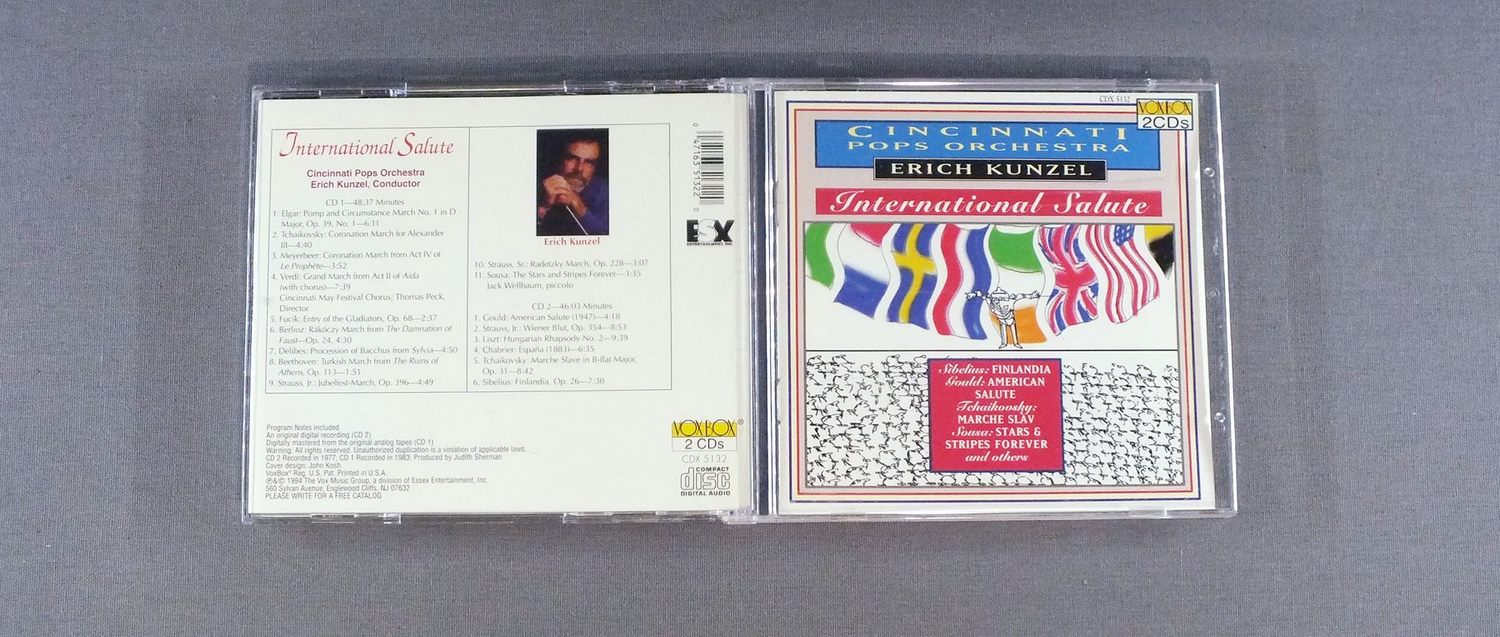 International Salute
Cincinnati Pops Orchestra
Erich Kunzel, Conductor
CD 1—48:37 Minutes
1. Elgar: Pomp and Circumstance March No. 1 in D
Major, Op. 39, No. 1—6:11
2. Tchaikovsky: Coronation March for Alexander
III—4:40
3. Meyerbeer: Coronation March from Act IV of
Le Prophète—3:52
4. Verdi: Grand March from Act II of Aida
(with chorus)—7:39
Cincinnati May Festival Chorus; Thomas Peck,
Director
5. Fucik: Entry of the Gladiators, Op. 68—2:37
6. Berlioz: Rákóczy March from The Damnation of
Faust—Op. 24, 4:30
7. Delibes: Procession of Bacchus from Sylvia—4:50
8. Beethoven: Turkish March from The Ruins of
Athens, Op. 113—1:51
9. Strauss, Jr.: Jubelfest-March, Op. 396—4:49
Erich Kunzel
10. Strauss, Sr.: Radetzky March, Op. 228—3:07
11. Sousa: The Stars and Stripes Forever—3:35
Jack Wellbaum, piccolo
CD 2—46:03 Minutes
1. Gould: American Salute (1947)—4:18
2. Strauss, Jr.: Wiener Blut, Op. 354—8:53
3. Liszt: Hungarian Rhapsody No. 2—9:39
4. Chabrier: España (1883)—6:35
5. Tchaikovsky: Marche Slave in B-flat Major,
Op. 31—8:42
6. Sibelius: Finlandia, Op. 26—7:30
0 47163 51322 0
ESX
ENTERTAINMENT, INC.
Program Notes included
An original digital recording (CD 2)
Digitally mastered from the original analog tapes (CD 1)
Warning: All rights reserved. Unauthorized duplication is a violation of applicable laws.
CD 2 Recorded in 1977; CD 1 Recorded in 1983; Produced by Judith Sherman
Cover design: John Kosh
VoxBox® Reg. U.S. Pat. Printed in U.S.A.
℗&© 1994 The Vox Music Group, a division of Essex Entertainment, Inc.
560 Sylvan Avenue, Englewood Cliffs, NJ 07632
PLEASE WRITE FOR A FREE CATALOG
VOXBOX®
2 CDs
CDX 5132
COMPACT
disc
DIGITAL AUDIO
CDX 5132
VOXBOX
2CDs
CINCINNATI
POPS ORCHESTRA
ERICH KUNZEL
International Salute
Sibelius: FINLANDIA
Gould: AMERICAN
SALUTE
Tchaikovsky:
MARCHE SLAV
Sousa: STARS &
STRIPES FOREVER
and others